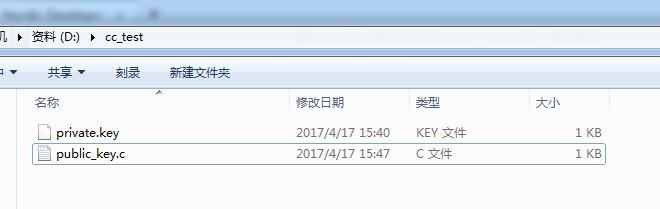 机 ▸ 资料 (D:) ▸ cc_test
共享 刻录 新建文件夹
名称 修改日期 类型 大小
private.key 2017/4/17 15:40 KEY 文件 1 KB
public_key.c 2017/4/17 15:47 C 文件 1 KB